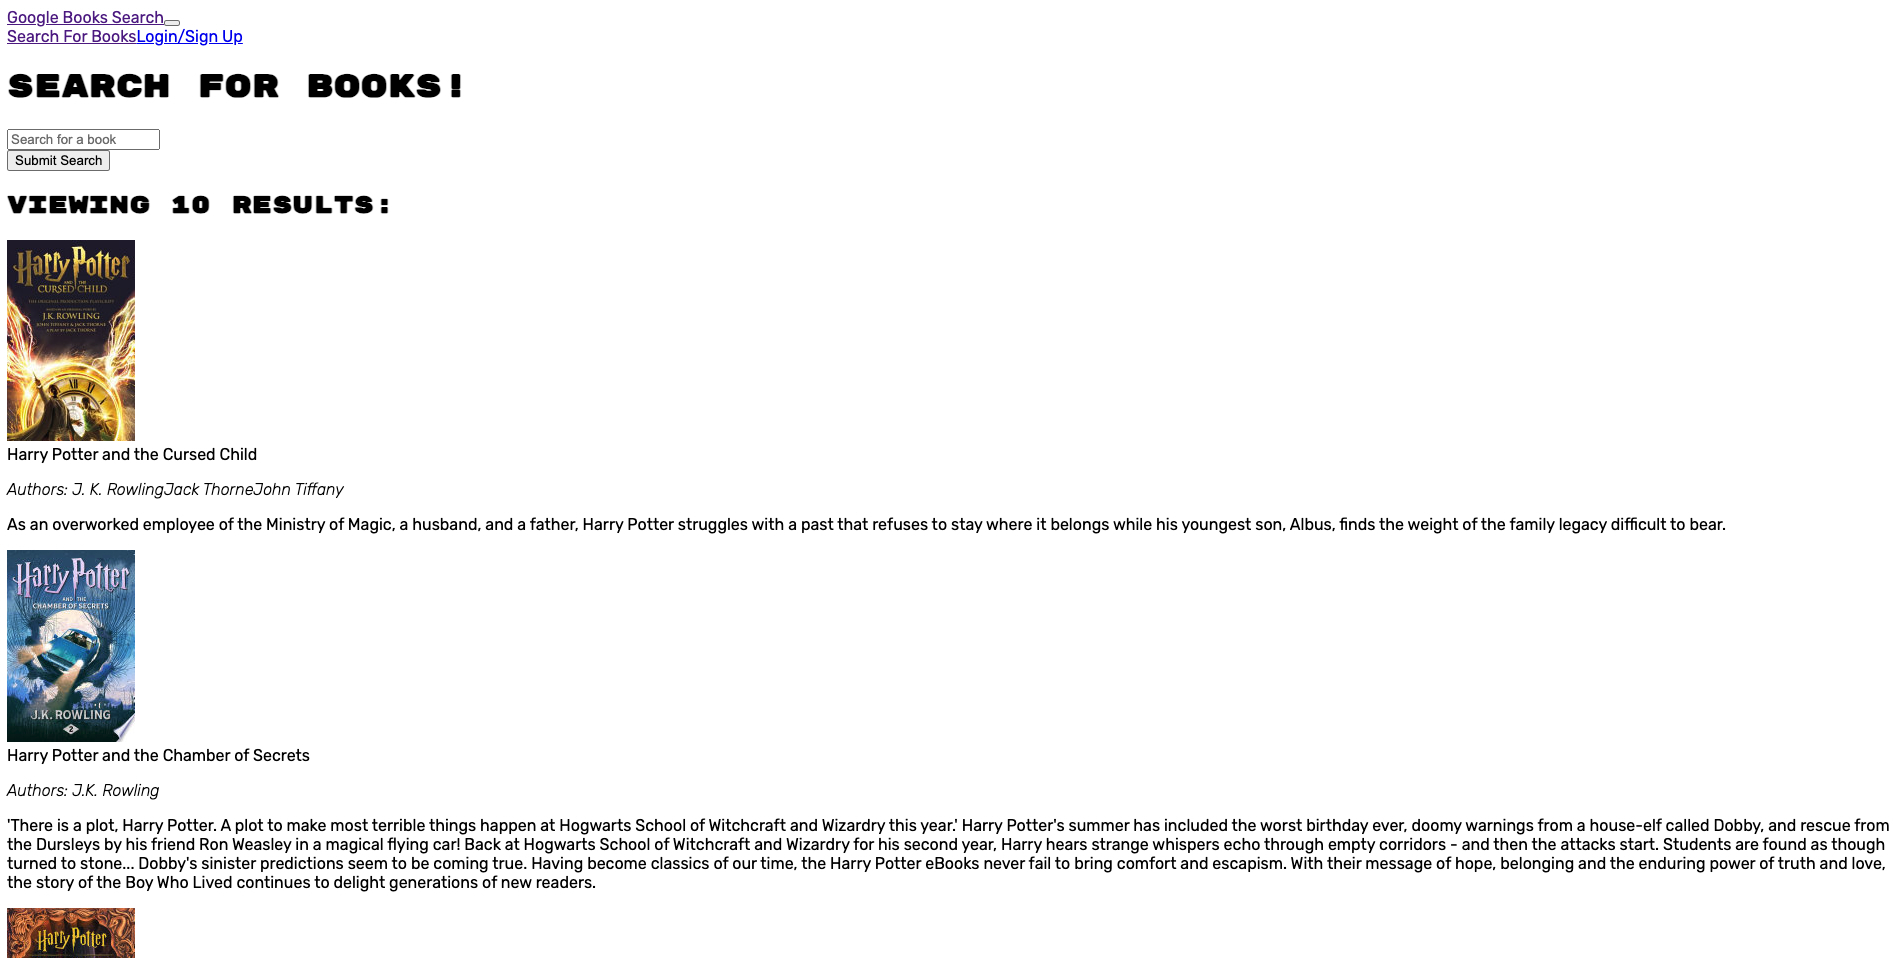 Google Books Search
Search For BooksLogin/Sign Up
SEARCH FOR BOOKS!
Search for a book
Submit Search
VIEWING 10 RESULTS:
Harry Potter
AND THE
CURSED CHILD
THE ORIGINAL PRODUCTION PLAYSCRIPT
J.K. ROWLING
JOHN TIFFANY & JACK THORNE
A PLAY BY JACK THORNE
Harry Potter and the Cursed Child
Authors: J. K. RowlingJack ThorneJohn Tiffany
As an overworked employee of the Ministry of Magic, a husband, and a father, Harry Potter struggles with a past that refuses to stay where it belongs while his youngest son, Albus, finds the weight of the family legacy difficult to bear.
Harry Potter
AND THE
CHAMBER OF SECRETS
J.K. ROWLING
2
Harry Potter and the Chamber of Secrets
Authors: J.K. Rowling
'There is a plot, Harry Potter. A plot to make most terrible things happen at Hogwarts School of Witchcraft and Wizardry this year.' Harry Potter's summer has included the worst birthday ever, doomy warnings from a house-elf called Dobby, and rescue from
the Dursleys by his friend Ron Weasley in a magical flying car! Back at Hogwarts School of Witchcraft and Wizardry for his second year, Harry hears strange whispers echo through empty corridors - and then the attacks start. Students are found as though
turned to stone... Dobby's sinister predictions seem to be coming true. Having become classics of our time, the Harry Potter eBooks never fail to bring comfort and escapism. With their message of hope, belonging and the enduring power of truth and love,
the story of the Boy Who Lived continues to delight generations of new readers.
Harry Potter